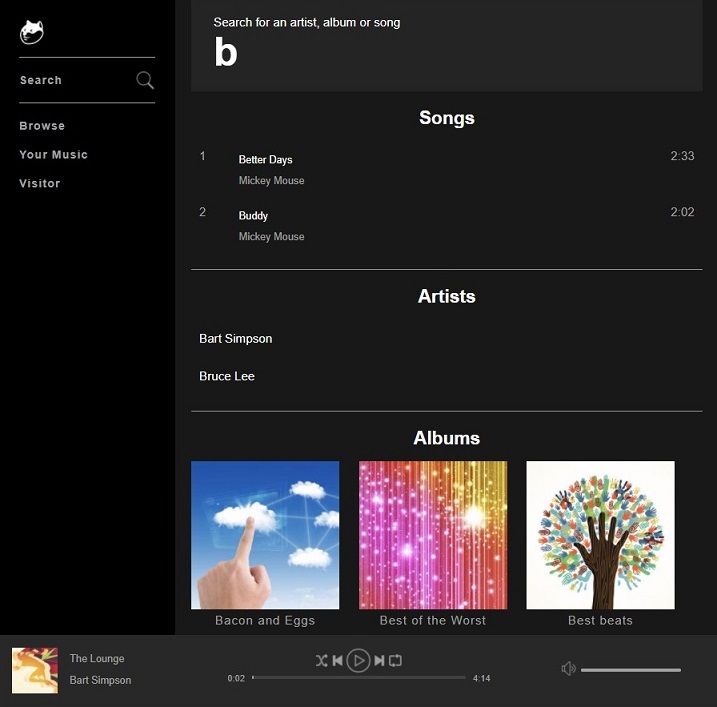 Search for an artist, album or song
b
Search
Browse
Your Music
Visitor
Songs
1 Better Days 2:33
Mickey Mouse
2 Buddy 2:02
Mickey Mouse
Artists
Bart Simpson
Bruce Lee
Albums
Bacon and Eggs Best of the Worst Best beats
The Lounge
Bart Simpson
0:02 4:14